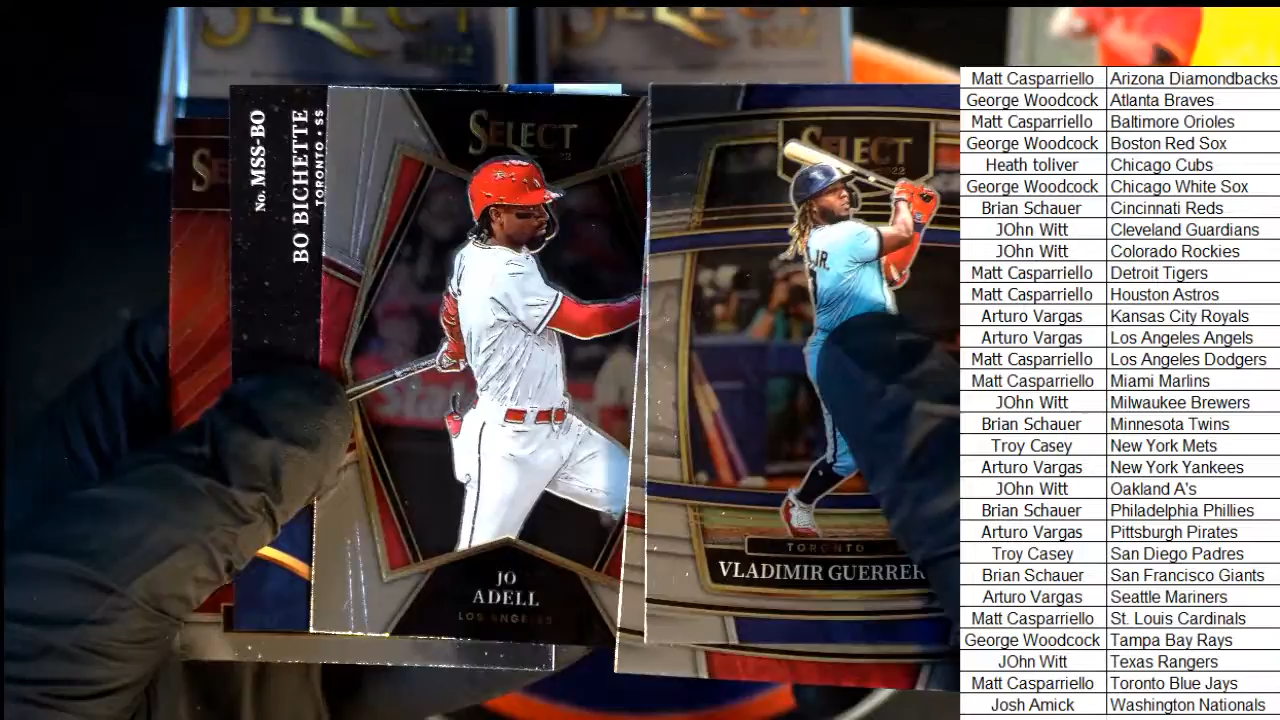 SELECT
2022
SELECT
S
No. MSS-BO
BO BICHETTE
TORONTO • SS
SELECT
2022
JO
ADELL
LOS ANGELES
SELECT
2022
JR.
TORONTO
VLADIMIR GUERRER
Matt Casparriello Arizona Diamondbacks
George Woodcock Atlanta Braves
Matt Casparriello Baltimore Orioles
George Woodcock Boston Red Sox
Heath toliver Chicago Cubs
George Woodcock Chicago White Sox
Brian Schauer Cincinnati Reds
JOhn Witt Cleveland Guardians
JOhn Witt Colorado Rockies
Matt Casparriello Detroit Tigers
Matt Casparriello Houston Astros
Arturo Vargas Kansas City Royals
Arturo Vargas Los Angeles Angels
Matt Casparriello Los Angeles Dodgers
Matt Casparriello Miami Marlins
JOhn Witt Milwaukee Brewers
Brian Schauer Minnesota Twins
Troy Casey New York Mets
Arturo Vargas New York Yankees
JOhn Witt Oakland A's
Brian Schauer Philadelphia Phillies
Arturo Vargas Pittsburgh Pirates
Troy Casey San Diego Padres
Brian Schauer San Francisco Giants
Arturo Vargas Seattle Mariners
Matt Casparriello St. Louis Cardinals
George Woodcock Tampa Bay Rays
JOhn Witt Texas Rangers
Matt Casparriello Toronto Blue Jays
Josh Amick Washington Nationals